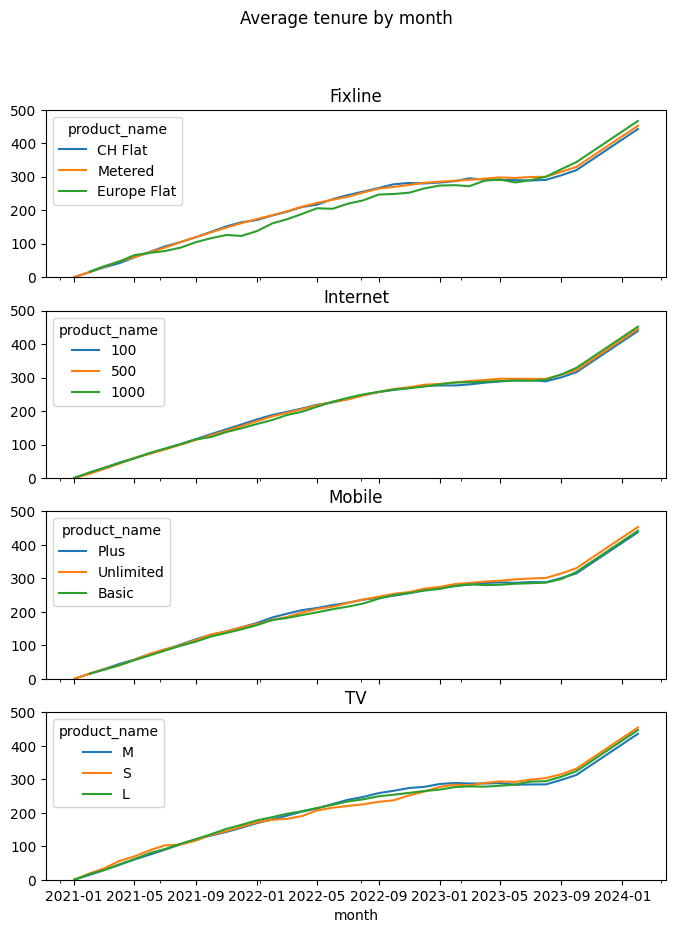 Average tenure by month
Fixline
500
400
300
200
100
0
product_name
CH Flat
Metered
Europe Flat
Internet
500
400
300
200
100
0
product_name
100
500
1000
Mobile
500
400
300
200
100
0
product_name
Plus
Unlimited
Basic
TV
500
400
300
200
100
0
product_name
M
S
L
2021-01 2021-05 2021-09 2022-01 2022-05 2022-09 2023-01 2023-05 2023-09 2024-01
month